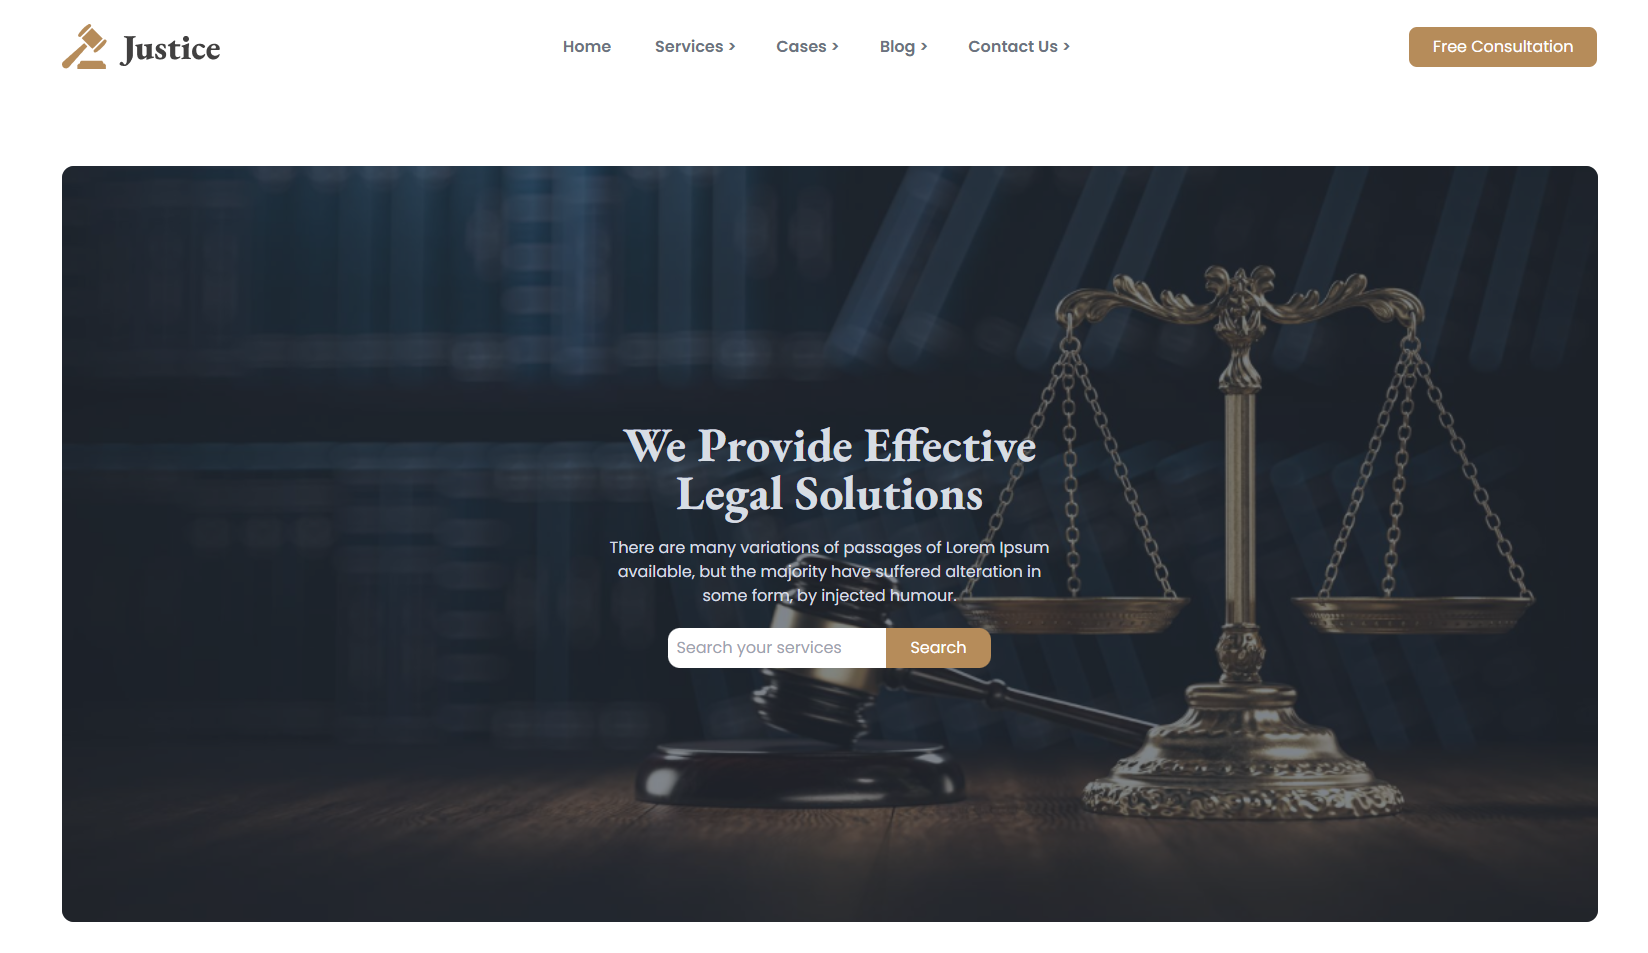 Justice
Home
Services >
Cases >
Blog >
Contact Us >
Free Consultation
We Provide Effective
Legal Solutions
There are many variations of passages of Lorem Ipsum
available, but the majority have suffered alteration in
some form, by injected humour.
Search your services
Search